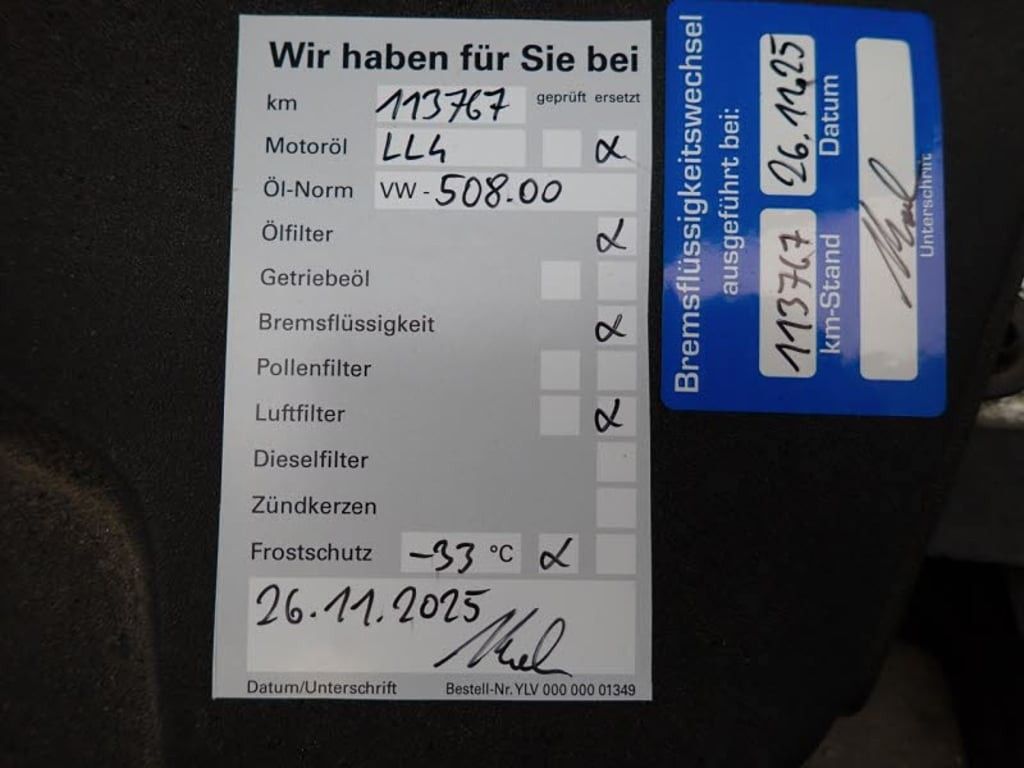 Wir haben für Sie bei
km 113767 geprüft ersetzt
Motoröl LL4 α
Öl-Norm VW - 508.00
Ölfilter α
Getriebeöl
Bremsflüssigkeit α
Pollenfilter
Luftfilter α
Dieselfilter
Zündkerzen
Frostschutz -33 °C α
26.11.2025
Datum/Unterschrift Bestell-Nr. YLV 000 000 01349
Bremsflüssigkeitswechsel
ausgeführt bei:
113767 26.11.25
km-Stand Datum
Unterschrift